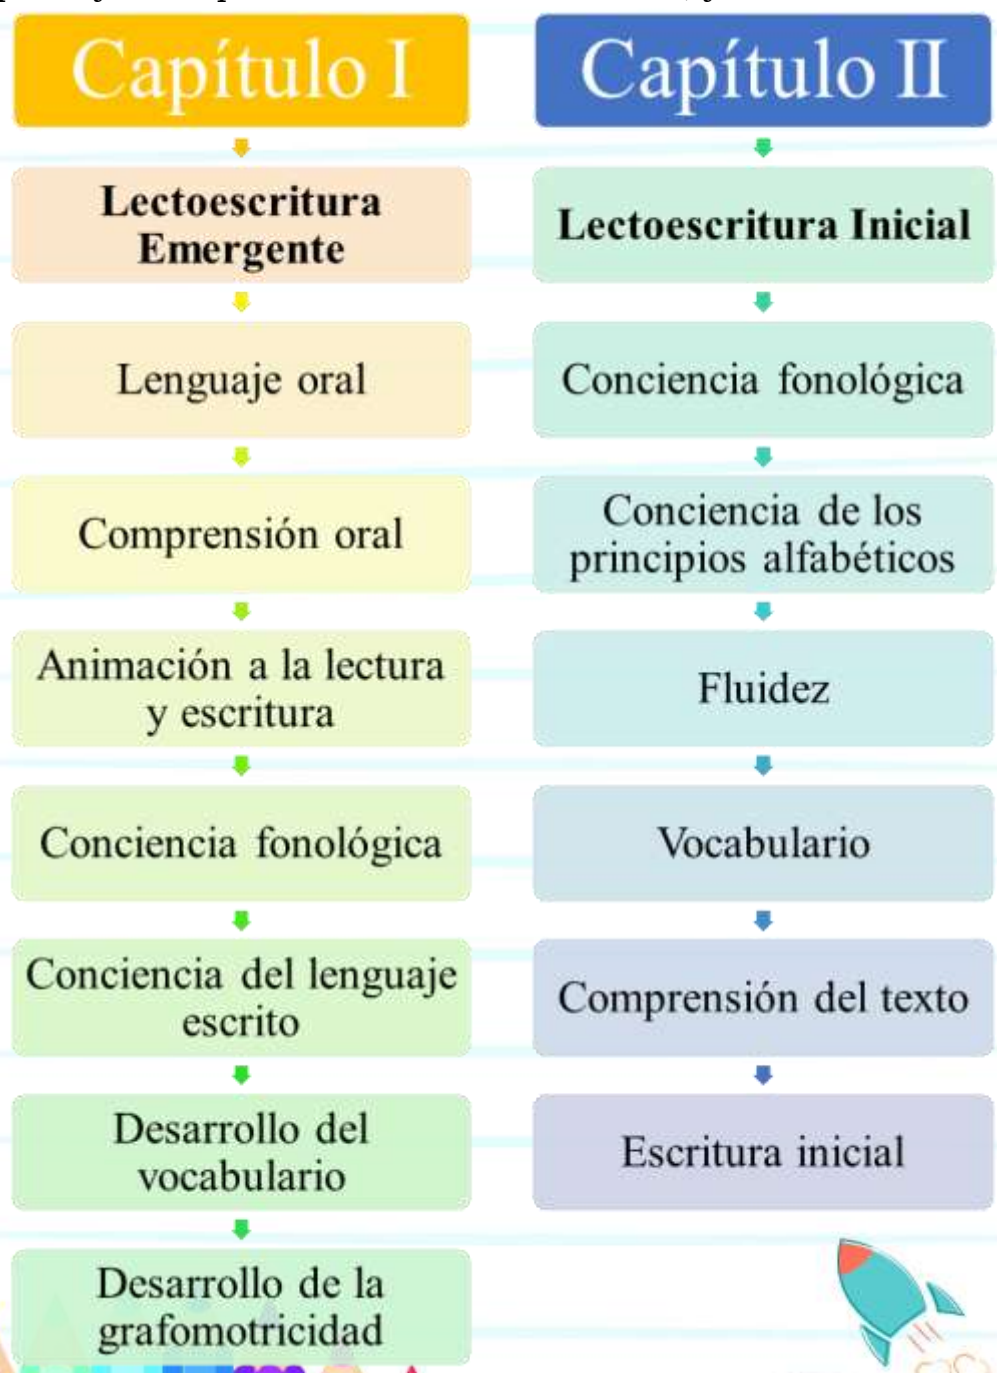 Capítulo I
Lectoescritura
Emergente
Lenguaje oral
Comprensión oral
Animación a la lectura
y escritura
Conciencia fonológica
Conciencia del lenguaje
escrito
Desarrollo del
vocabulario
Desarrollo de la
grafomotricidad
Capítulo II
Lectoescritura Inicial
Conciencia fonológica
Conciencia de los
principios alfabéticos
Fluidez
Vocabulario
Comprensión del texto
Escritura inicial